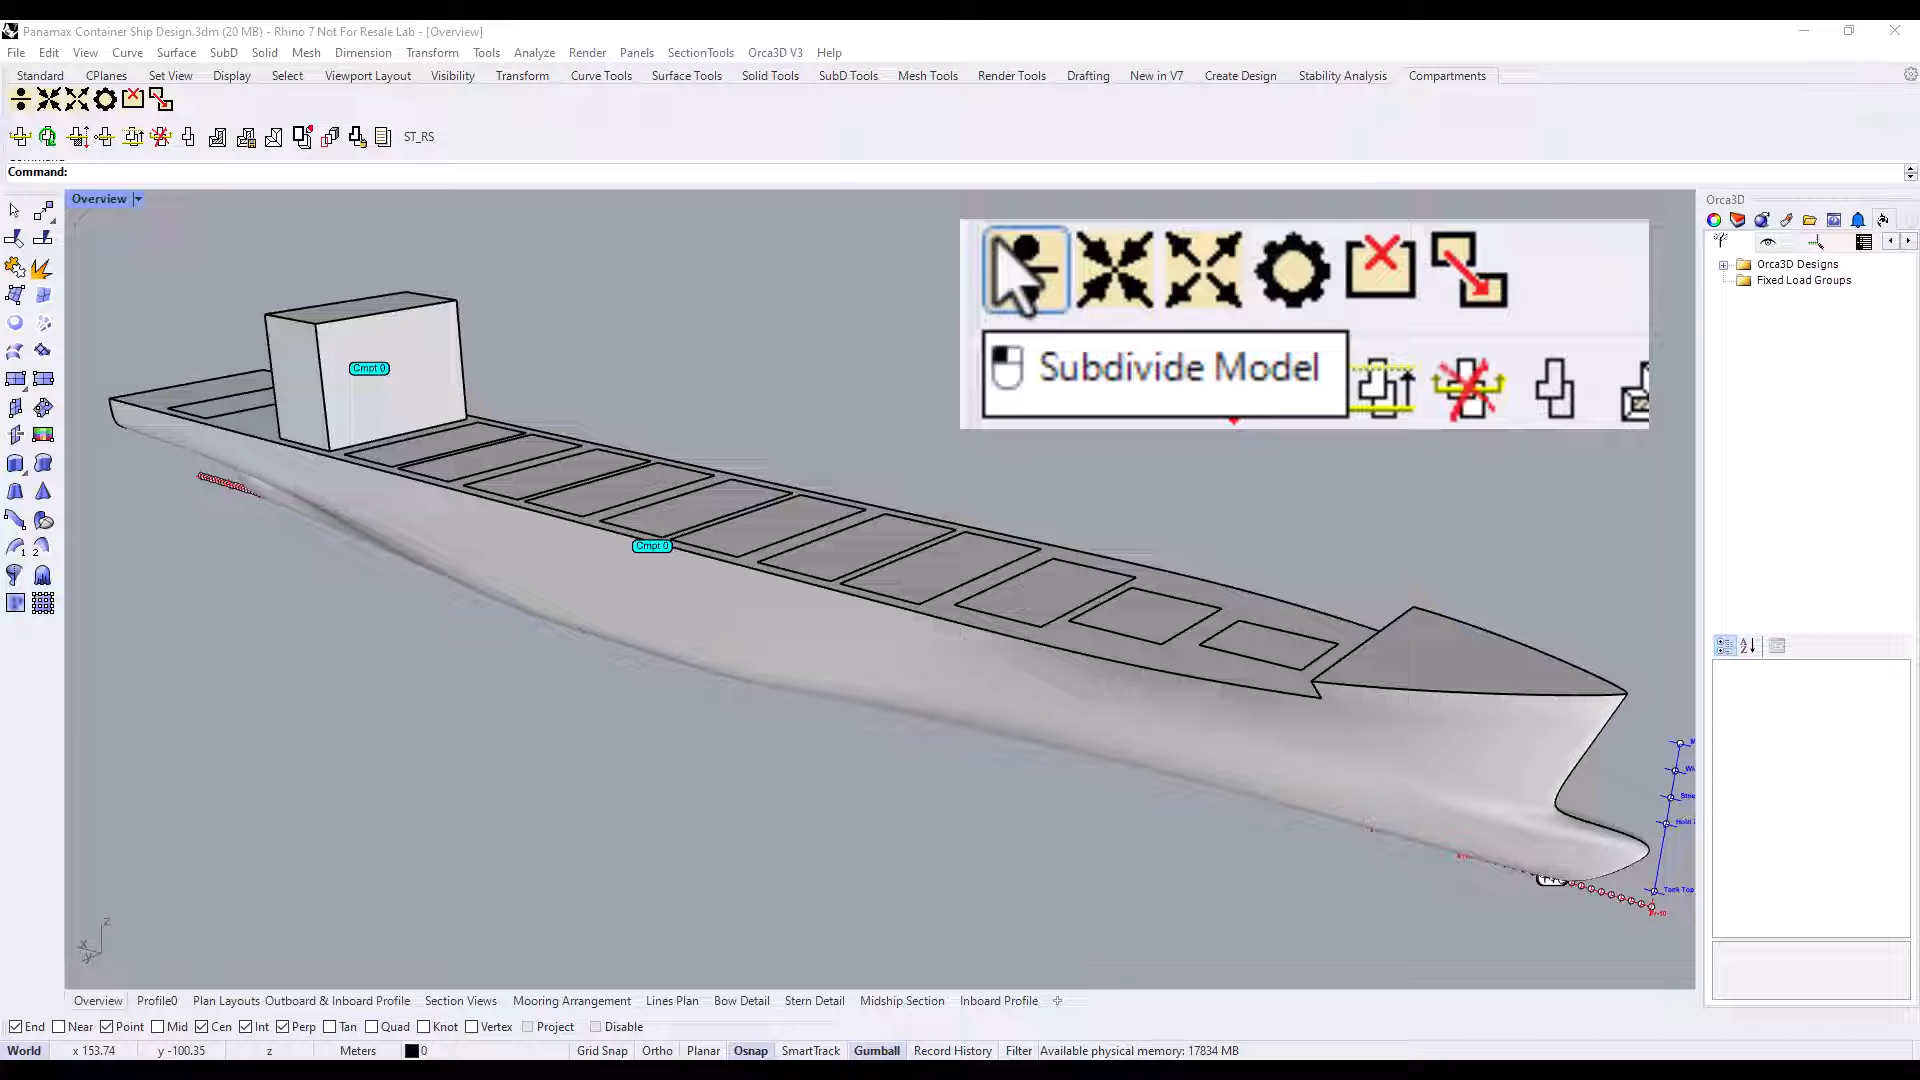 Panamax Container Ship Design.3dm (20 MB) - Rhino 7 Not For Resale Lab - [Overview]
File Edit View Curve Surface SubD Solid Mesh Dimension Transform Tools Analyze Render Panels SectionTools Orca3D V3 Help
Standard CPlanes Set View Display Select Viewport Layout Visibility Transform Curve Tools Surface Tools Solid Tools SubD Tools Mesh Tools Render Tools Drafting New in V7 Create Design Stability Analysis Compartments
ST_RS
Command:
Overview
Orca3D
Subdivide Model
Orca3D Designs
Fixed Load Groups
Cmpt 0
Cmpt 0
Tank Top
Fr-10
Overview Profile0 Plan Layouts Outboard & Inboard Profile Section Views Mooring Arrangement Lines Plan Bow Detail Stern Detail Midship Section Inboard Profile
End Near Point Mid Cen Int Perp Tan Quad Knot Vertex Project Disable
World x 153.74 y -100.35 z Meters 0 Grid Snap Ortho Planar Osnap SmartTrack Gumball Record History Filter Available physical memory: 17834 MB